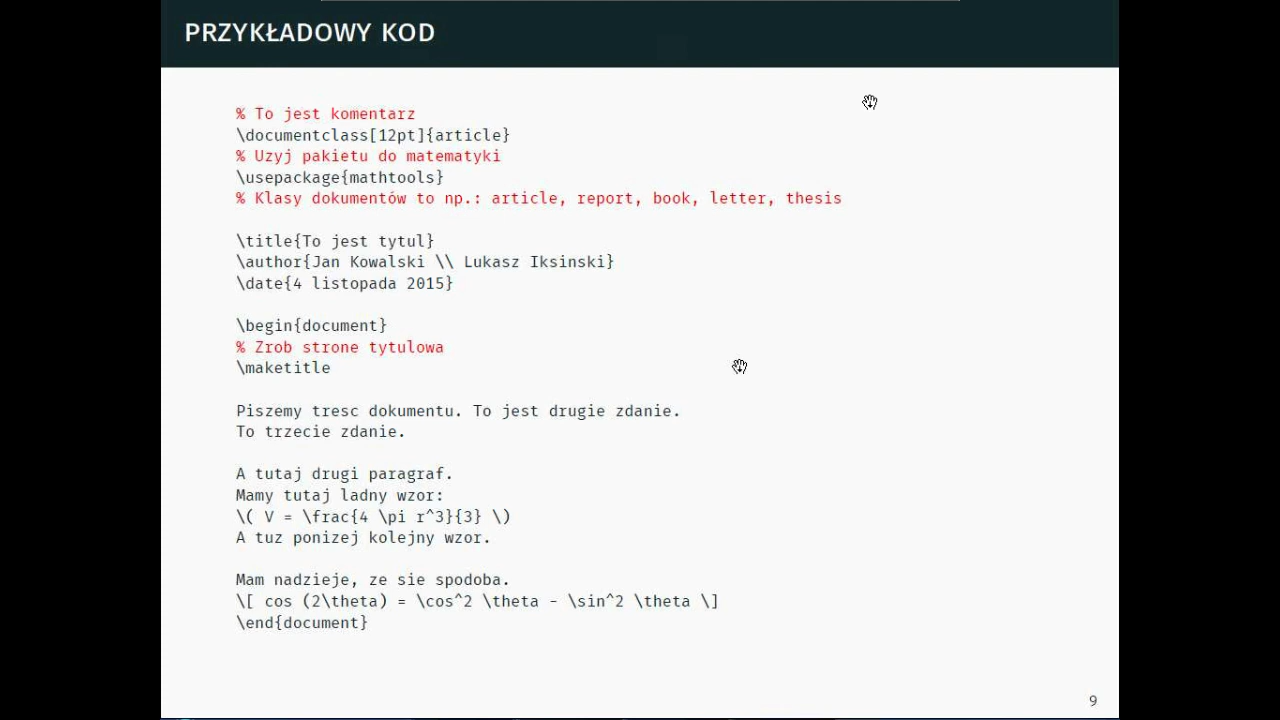 PRZYKŁADOWY KOD
% To jest komentarz
\documentclass[12pt]{article}
% Uzyj pakietu do matematyki
\usepackage{mathtools}
% Klasy dokumentów to np.: article, report, book, letter, thesis
\title{To jest tytul}
\author{Jan Kowalski \\ Lukasz Iksinski}
\date{4 listopada 2015}
\begin{document}
% Zrob strone tytulowa
\maketitle
Piszemy tresc dokumentu. To jest drugie zdanie.
To trzecie zdanie.
A tutaj drugi paragraf.
Mamy tutaj ladny wzor:
\( V = \frac{4 \pi r^3}{3} \)
A tuz ponizej kolejny wzor.
Mam nadzieje, ze sie spodoba.
\[ cos (2\theta) = \cos^2 \theta - \sin^2 \theta \]
\end{document}
9